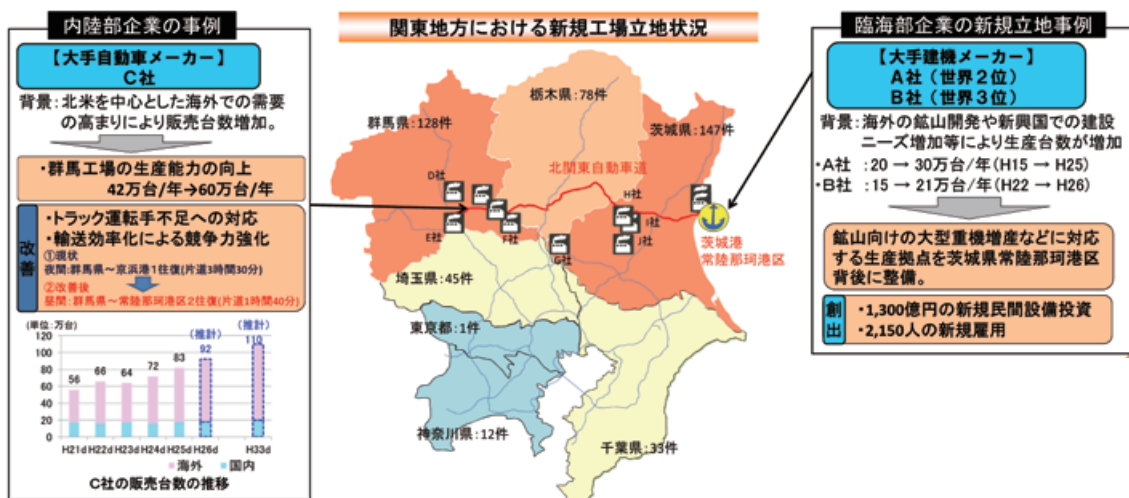 内陸部企業の事例
【大手自動車メーカー】
C社
背景:北米を中心とした海外での需要
の高まりにより販売台数増加。
・群馬工場の生産能力の向上
42万台/年→60万台/年
改善
・トラック運転手不足への対応
・輸送効率化による競争力強化
①現状
夜間:群馬県～京浜港1往復(片道3時間30分)
②改善後
昼間:群馬県～常陸那珂港区2往復(片道1時間40分)
(単位:万台)
(推計)
(推計)
120
100
80
60
40
20
0
56
66
64
72
83
92
110
H21d
H22d
H23d
H24d
H25d
H26d
H33d
海外
国内
C社の販売台数の推移
関東地方における新規工場立地状況
栃木県:78件
群馬県:128件
茨城県:147件
北関東自動車道
D社
E社
F社
G社
H社
I社
J社
茨城港
常陸那珂港区
埼玉県:45件
東京都:1件
神奈川県:12件
千葉県:33件
臨海部企業の新規立地事例
【大手建機メーカー】
A社(世界2位)
B社(世界3位)
背景:海外の鉱山開発や新興国での建設
ニーズ増加等により生産台数が増加
・A社 :20 → 30万台/年(H15 → H25)
・B社 :15 → 21万台/年(H22 → H26)
鉱山向けの大型重機増産などに対応
する生産拠点を茨城県常陸那珂港区
背後に整備。
創出
・1,300億円の新規民間設備投資
・2,150人の新規雇用